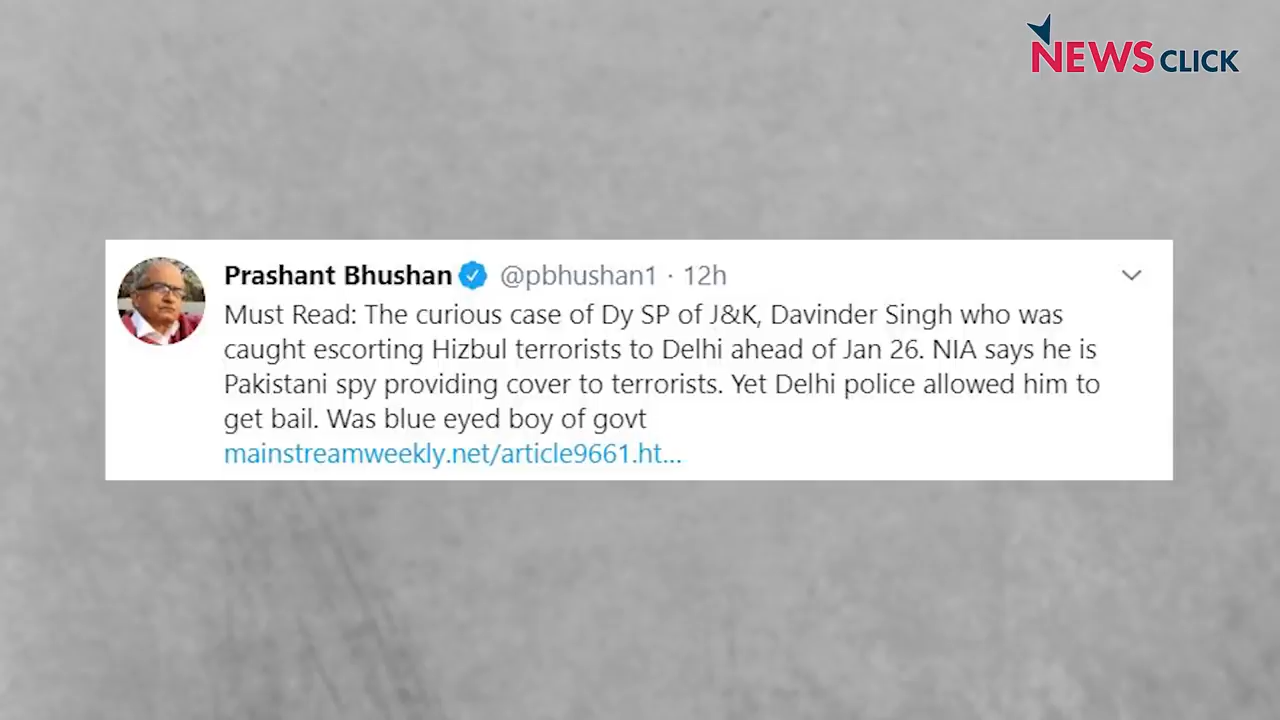 NEWS CLICK
Prashant Bhushan @pbhushan1 · 12h
Must Read: The curious case of Dy SP of J&K, Davinder Singh who was
caught escorting Hizbul terrorists to Delhi ahead of Jan 26. NIA says he is
Pakistani spy providing cover to terrorists. Yet Delhi police allowed him to
get bail. Was blue eyed boy of govt
mainstreamweekly.net/article9661.ht...